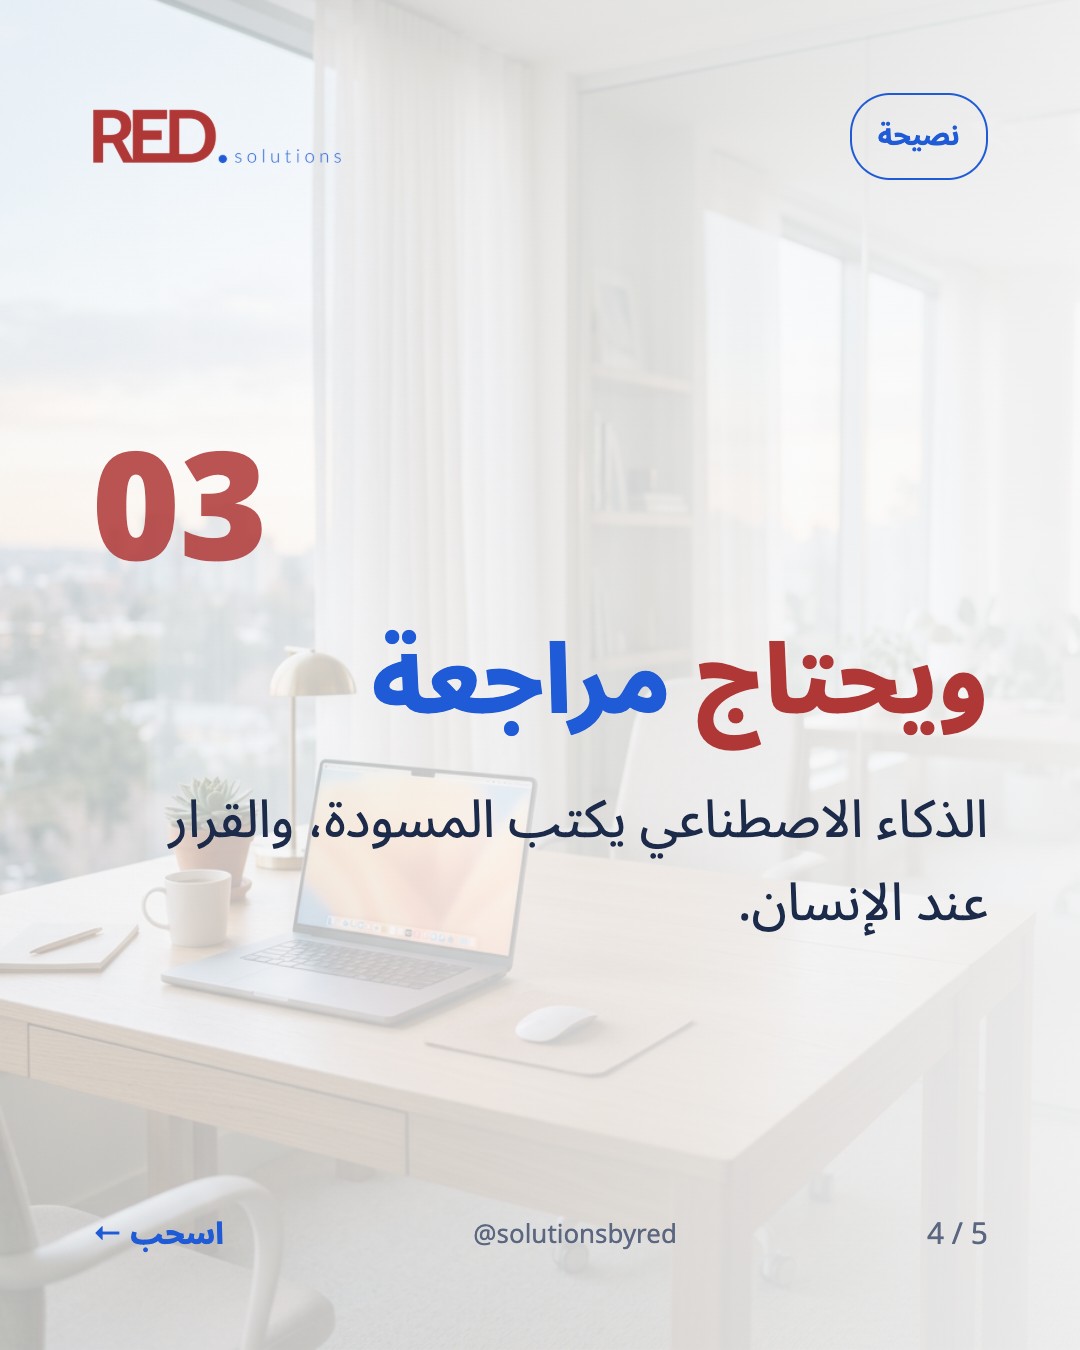 RED.solutions
نصيحة
03
ويحتاج مراجعة
الذكاء الاصطناعي يكتب المسودة، والقرار
عند الإنسان.
اسحب ←
@solutionsbyred
4 / 5